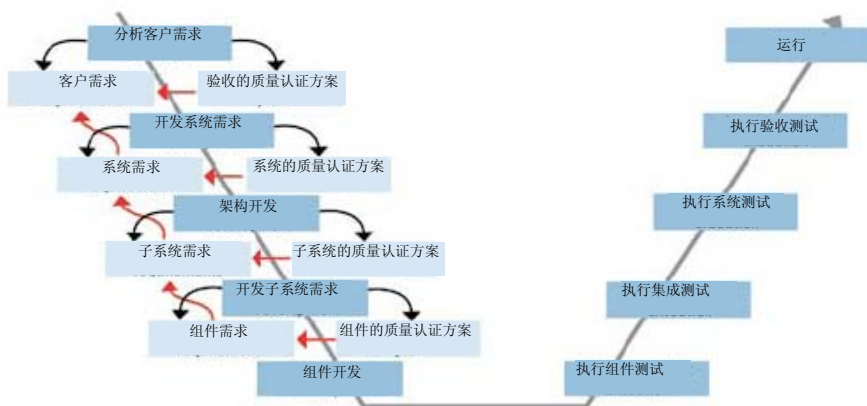 分析客户需求
运行
客户需求
验收的质量认证方案
开发系统需求
执行验收测试
系统需求
系统的质量认证方案
架构开发
执行系统测试
子系统需求
子系统的质量认证方案
开发子系统需求
执行集成测试
组件需求
组件的质量认证方案
组件开发
执行组件测试